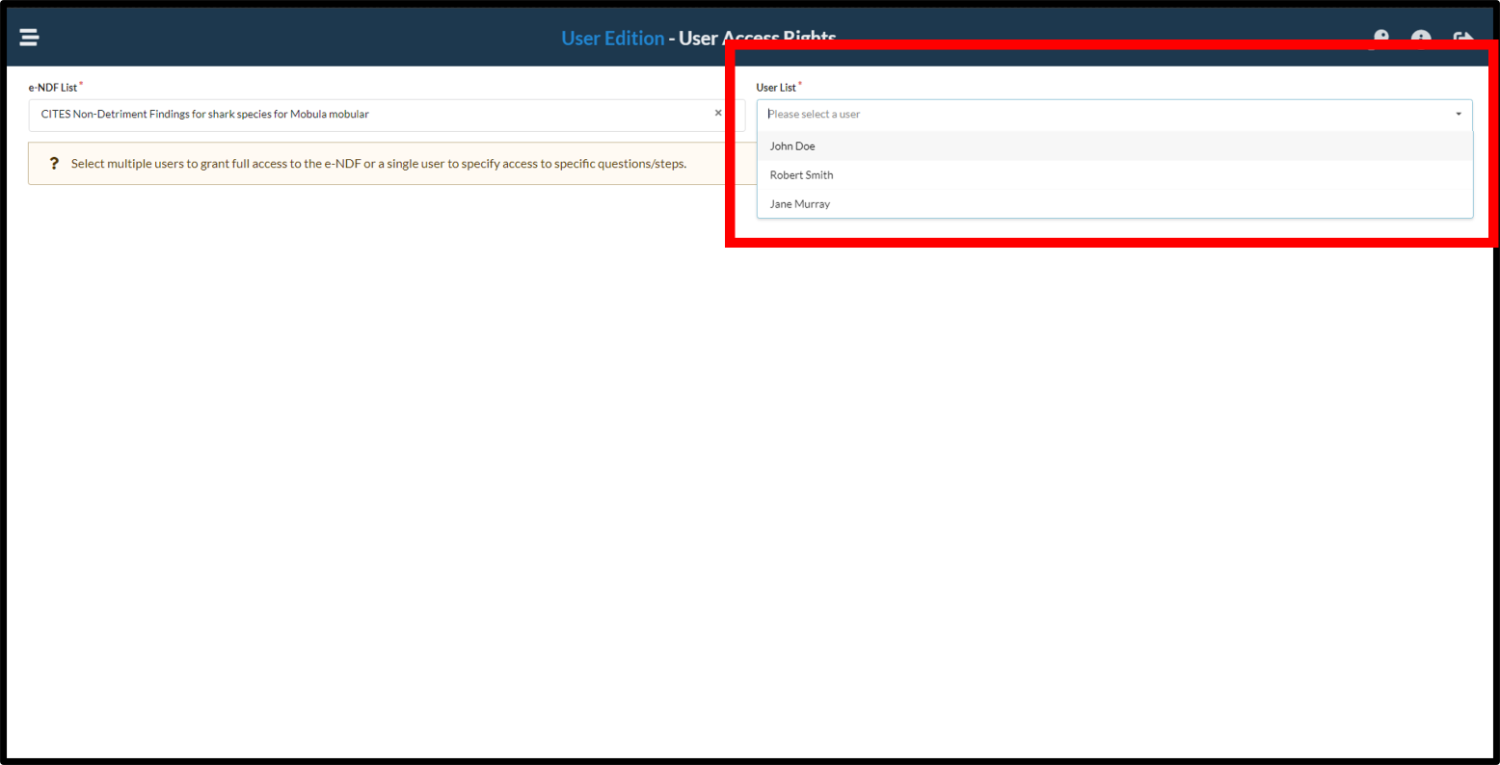 User Edition - User Access Rights
e-NDF List *
CITES Non-Detriment Findings for shark species for Mobula mobular
? Select multiple users to grant full access to the e-NDF or a single user to specify access to specific questions/steps.
User List *
Please select a user
John Doe
Robert Smith
Jane Murray